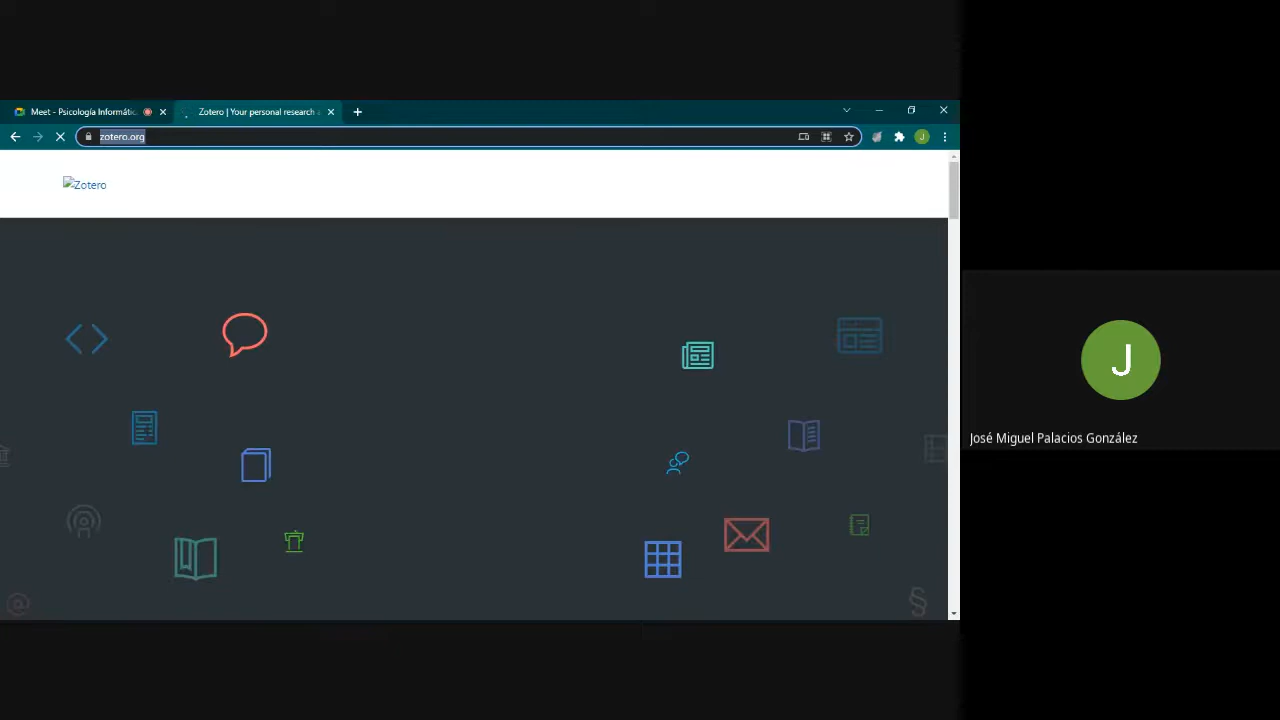 Meet - Psicología Informátic
Zotero | Your personal research a
zotero.org
J
Zotero
J
José Miguel Palacios González